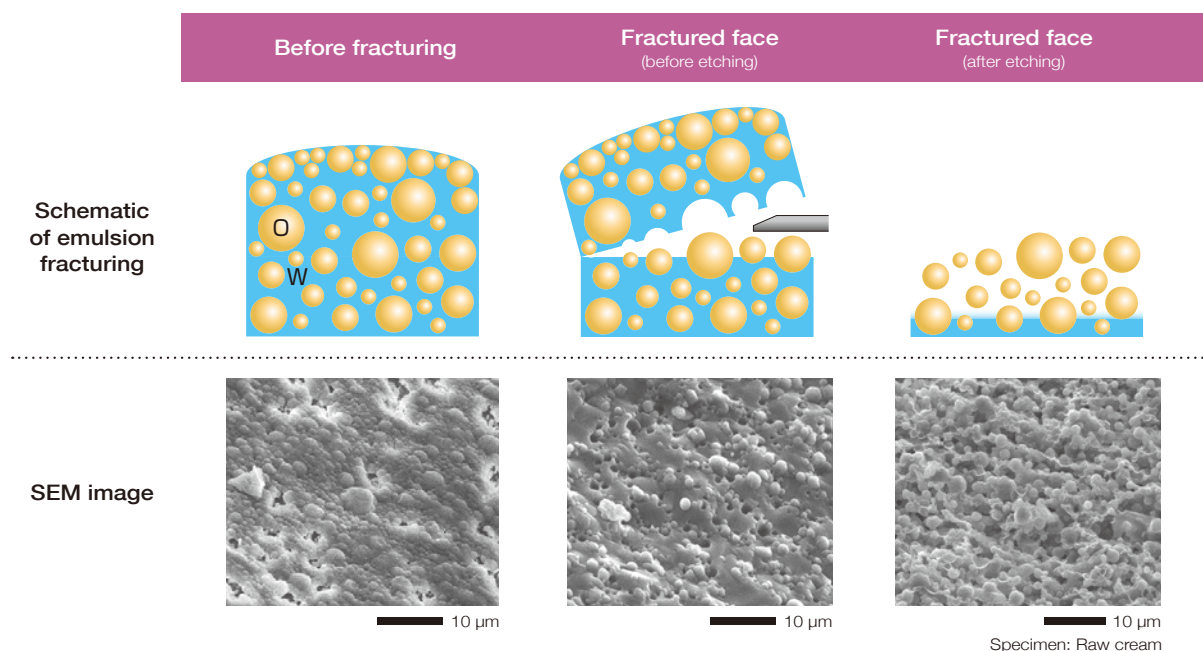 Before fracturing
Fractured face
(before etching)
Fractured face
(after etching)
Schematic
of emulsion
fracturing
O
W
SEM image
10 µm
10 µm
10 µm
Specimen: Raw cream